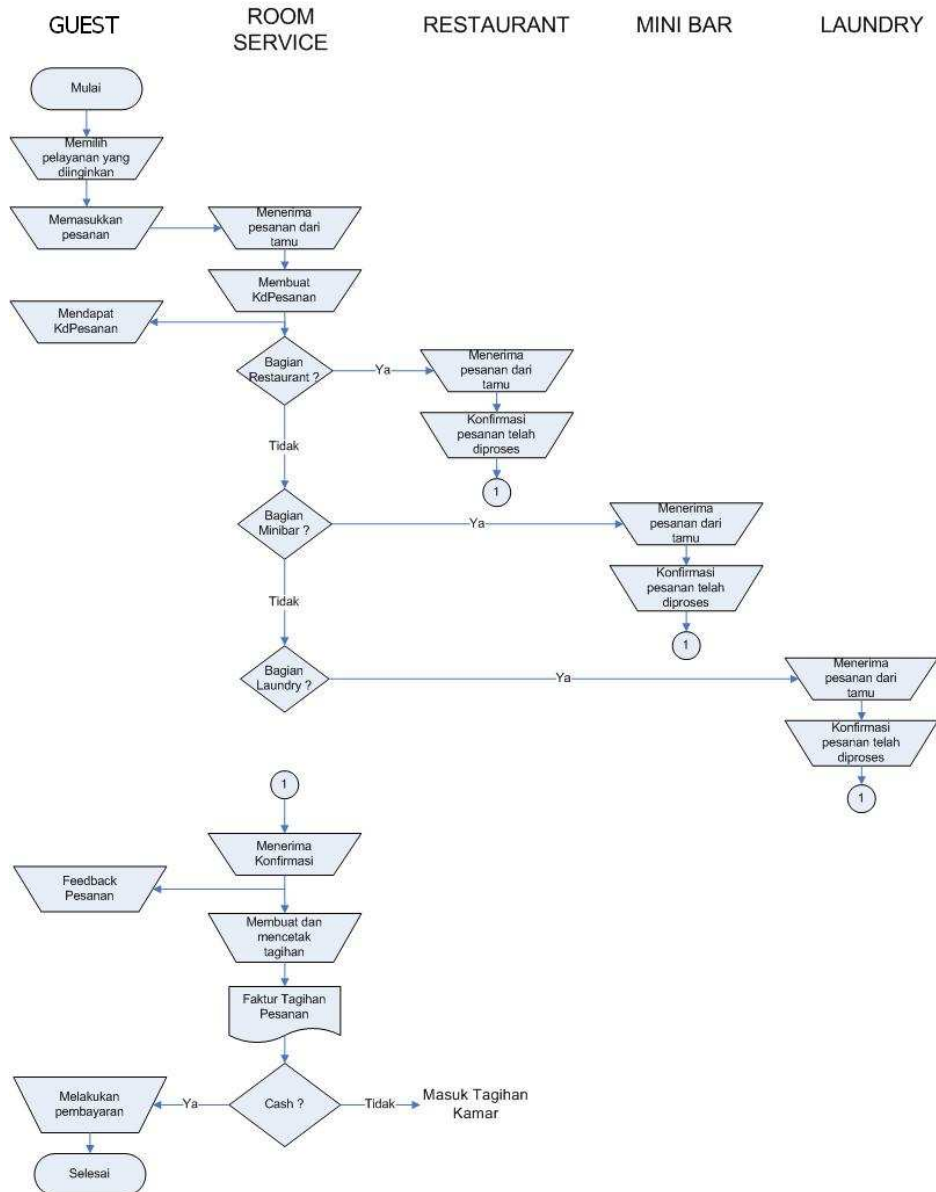 GUEST
ROOM
SERVICE
RESTAURANT
MINI BAR
LAUNDRY
Mulai
Memilih
pelayanan yang
diinginkan
Memasukkan
pesanan
Menerima
pesanan dari
tamu
Membuat
KdPesanan
Mendapat
KdPesanan
Bagian
Restaurant ?
Ya
Menerima
pesanan dari
tamu
Konfirmasi
pesanan telah
diproses
1
Tidak
Bagian
Minibar ?
Ya
Menerima
pesanan dari
tamu
Konfirmasi
pesanan telah
diproses
1
Tidak
Bagian
Laundry ?
Ya
Menerima
pesanan dari
tamu
Konfirmasi
pesanan telah
diproses
1
1
Menerima
Konfirmasi
Feedback
Pesanan
Membuat dan
mencetak
tagihan
Faktur Tagihan
Pesanan
Cash ?
Ya
Melakukan
pembayaran
Tidak
Masuk Tagihan
Kamar
Selesai